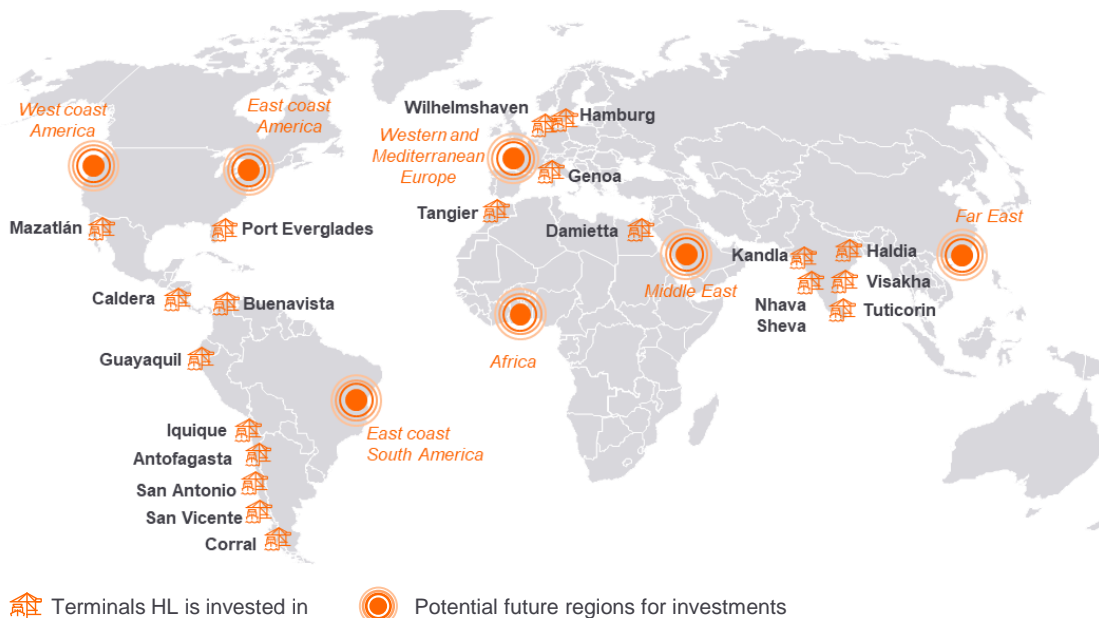 West coast
America
East coast
America
Wilhelmshaven
Hamburg
Western and
Mediterranean
Europe
Genoa
Mazatlán
Port Everglades
Tangier
Damietta
Far East
Kandla
Haldia
Caldera
Buenavista
Middle East
Visakha
Nhava
Sheva
Tuticorin
Guayaquil
Africa
Iquique
East coast
South America
Antofagasta
San Antonio
San Vicente
Corral
Terminals HL is invested in
Potential future regions for investments